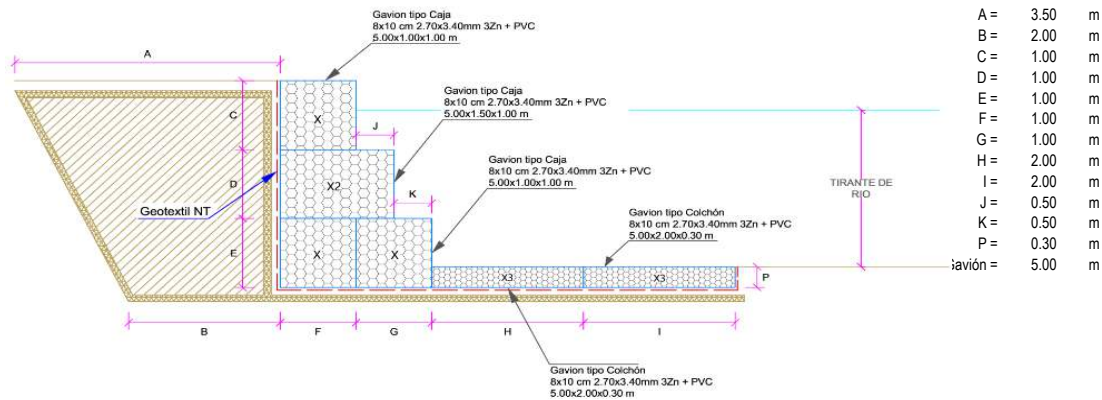 Gavion tipo Caja
8x10 cm 2.70x3.40mm 3Zn + PVC
5.00x1.00x1.00 m
A
Gavion tipo Caja
8x10 cm 2.70x3.40mm 3Zn + PVC
5.00x1.50x1.00 m
C
X
J
Gavion tipo Caja
8x10 cm 2.70x3.40mm 3Zn + PVC
5.00x1.00x1.00 m
D
X2
K
TIRANTE DE
RIO
Geotextil NT
Gavion tipo Colchón
8x10 cm 2.70x3.40mm 3Zn + PVC
5.00x2.00x0.30 m
E
X
X
X3
X3
P
B
F
G
H
I
Gavion tipo Colchón
8x10 cm 2.70x3.40mm 3Zn + PVC
5.00x2.00x0.30 m
A = 3.50 m
B = 2.00 m
C = 1.00 m
D = 1.00 m
E = 1.00 m
F = 1.00 m
G = 1.00 m
H = 2.00 m
I = 2.00 m
J = 0.50 m
K = 0.50 m
P = 0.30 m
Gavión = 5.00 m